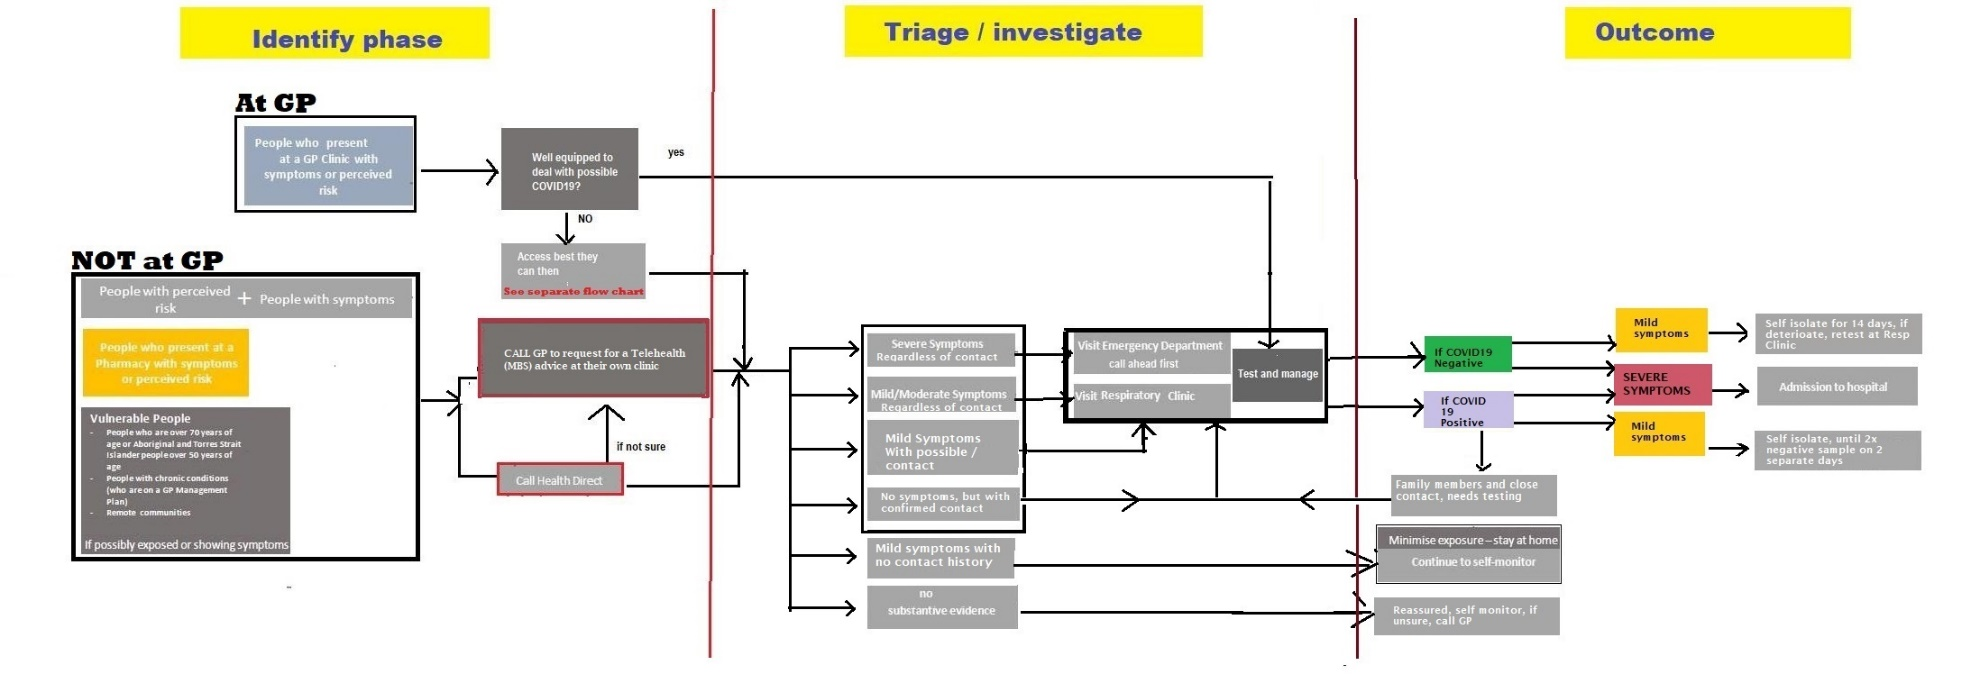 Identify phase
Triage / investigate
Outcome
At GP
People who present
at a GP Clinic with
symptoms or perceived
risk
Well equipped to
deal with possible
COVID19?
yes
NO
Access best they
can then
See separate flow chart
NOT at GP
People with perceived
risk
+
People with symptoms
People who present at a
Pharmacy with symptoms
or perceived risk
Vulnerable People
- People who are over 70 years of
age or Aboriginal and Torres Strait
Islander people over 50 years of
age
- People with chronic conditions
(who are on a GP Management
Plan)
- Remote communities
If possibly exposed or showing symptoms
CALL GP to request for a Telehealth
(MBS) advice at their own clinic
if not sure
Call Health Direct
Severe Symptoms
Regardless of contact
Mild/Moderate Symptoms
Regardless of contact
Mild Symptoms
With possible /
contact
No symptoms, but with
confirmed contact
Mild symptoms with
no contact history
no
substantive evidence
Visit Emergency Department
call ahead first
Visit Respiratory Clinic
Test and manage
If COVID19
Negative
If COVID
19
Positive
Mild
symptoms
SEVERE
SYMPTOMS
Mild
symptoms
Self isolate for 14 days, if
deterioate, retest at Resp
Clinic
Admission to hospital
Self isolate, until 2x
negative sample on 2
separate days
Family members and close
contact, needs testing
Minimise exposure – stay at home
Continue to self-monitor
Reassured, self monitor, if
unsure, call GP